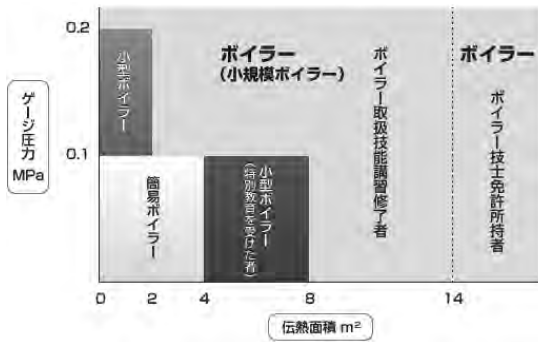 0.2
0.1
ゲージ圧力
MPa
小型ボイラー
簡易ボイラー
小型ボイラー
(特別教育を受けた者)
ボイラー
(小規模ボイラー)
ボイラー取扱技能講習修了者
ボイラー
ボイラー技士免許所持者
0 2 4 8 14
伝熱面積 m²